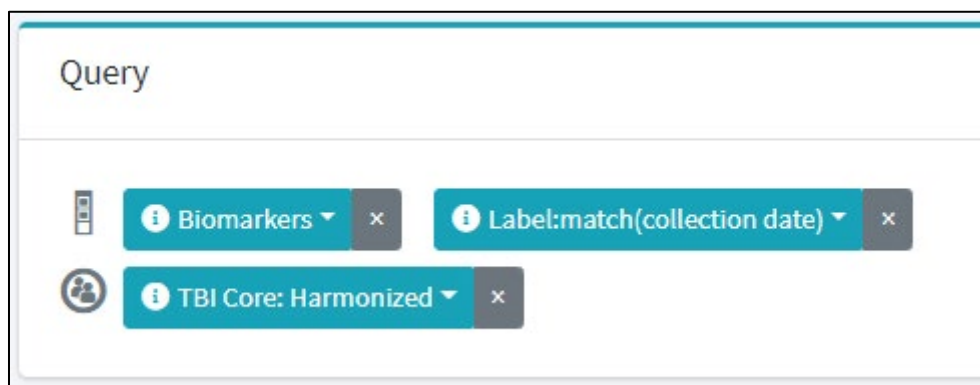 Query
Biomarkers × Label:match(collection date) ×
TBI Core: Harmonized ×